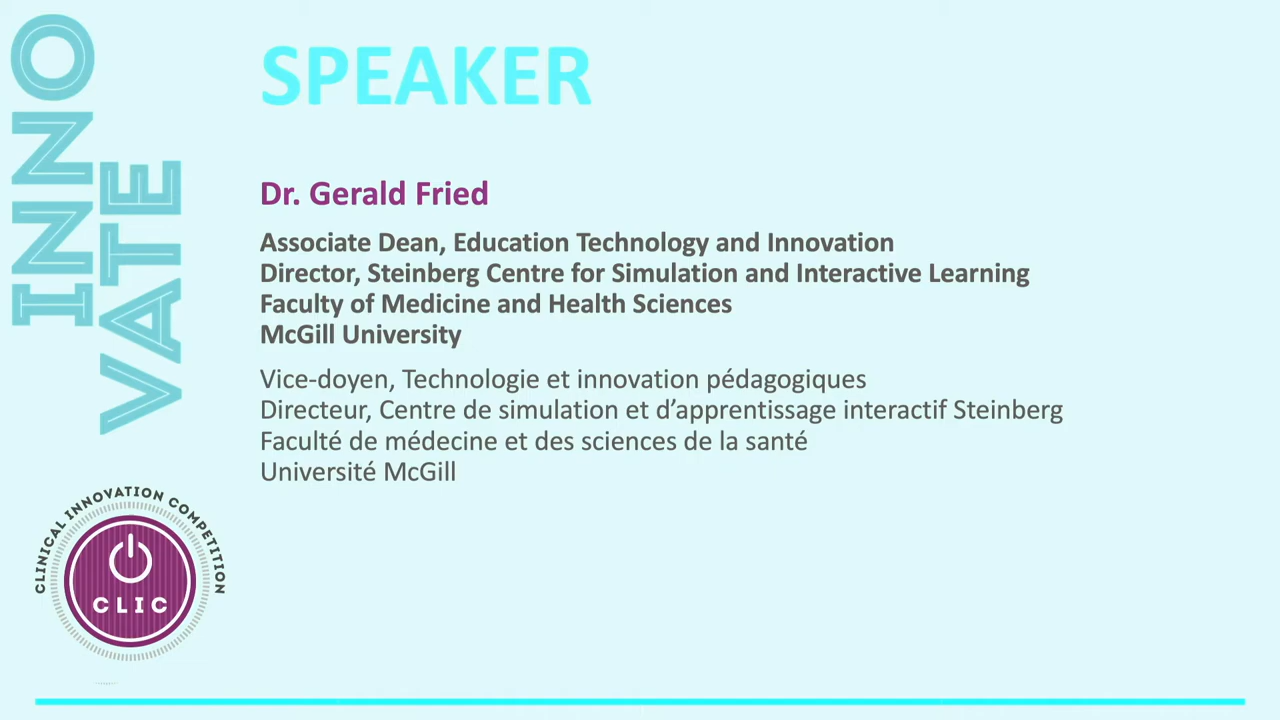 INNO
VATE
SPEAKER
Dr. Gerald Fried
Associate Dean, Education Technology and Innovation
Director, Steinberg Centre for Simulation and Interactive Learning
Faculty of Medicine and Health Sciences
McGill University
Vice-doyen, Technologie et innovation pédagogiques
Directeur, Centre de simulation et d’apprentissage interactif Steinberg
Faculté de médecine et des sciences de la santé
Université McGill
CLINICAL INNOVATION COMPETITION
CLIC